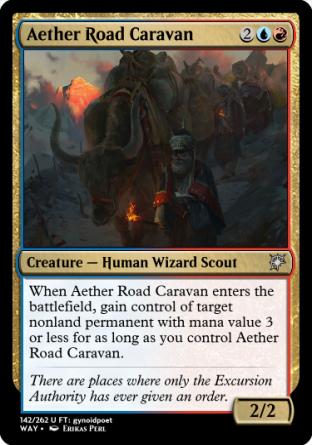 Aether Road Caravan 2
Creature — Human Wizard Scout
When Aether Road Caravan enters the
battlefield, gain control of target
nonland permanent with mana value 3
or less for as long as you control Aether
Road Caravan.
There are places where only the Excursion
Authority has ever given an order.
2/2
142/262 U FT: gynoidpoet
WAY • Erikas Perl